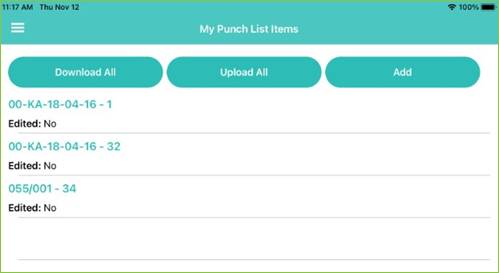 11:17 AM Thu Nov 12 100%
My Punch List Items
Download All Upload All Add
00-KA-18-04-16 - 1
Edited: No
00-KA-18-04-16 - 32
Edited: No
055/001 - 34
Edited: No